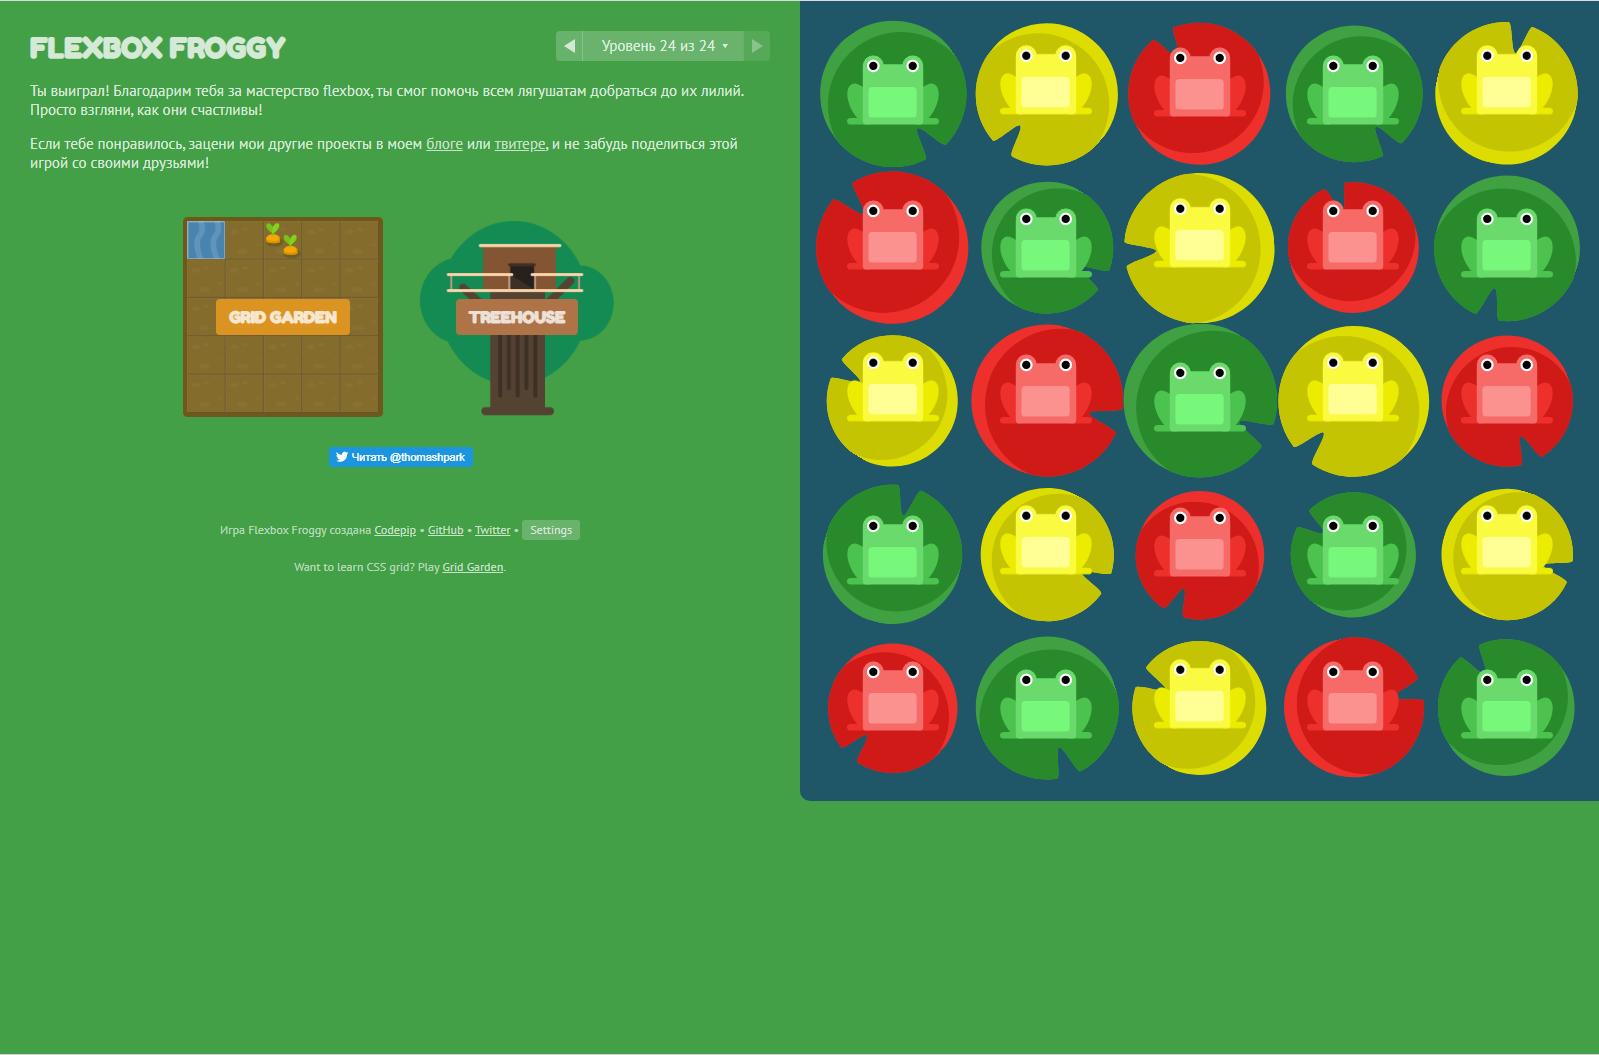 FLEXBOX FROGGY
Уровень 24 из 24
Ты выиграл! Благодарим тебя за мастерство flexbox, ты смог помочь всем лягушатам добраться до их лилий.
Просто взгляни, как они счастливы!
Если тебе понравилось, зацени мои другие проекты в моем блоге или твитере, и не забудь поделиться этой
игрой со своими друзьями!
GRID GARDEN
TREEHOUSE
Читать @thomashpark
Игра Flexbox Froggy создана Codepip • GitHub • Twitter • Settings
Want to learn CSS grid? Play Grid Garden.